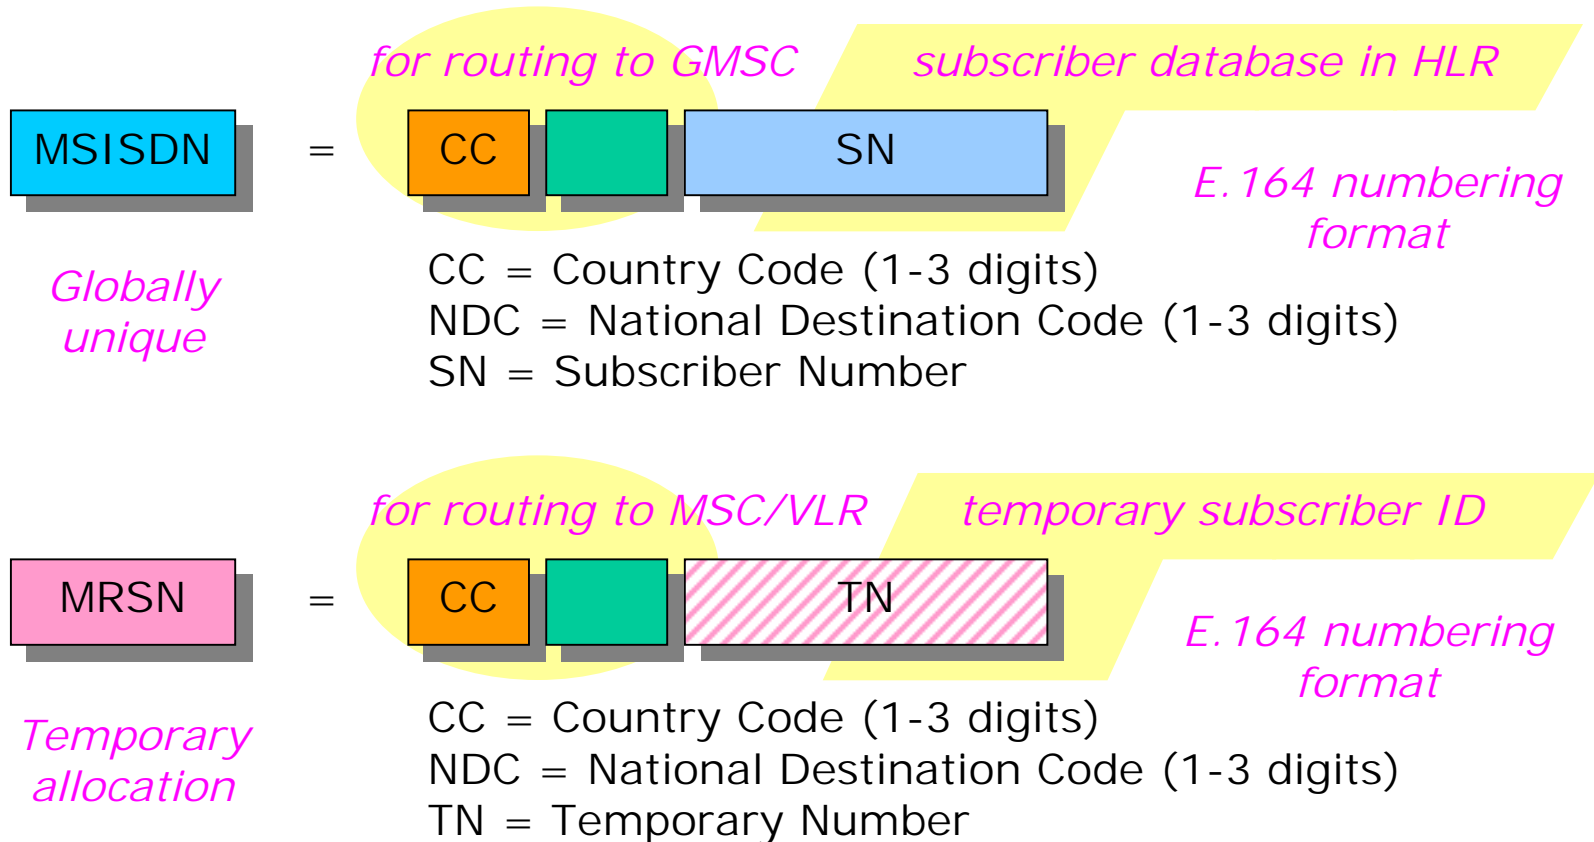 for routing to GMSC subscriber database in HLR
MSISDN = CC SN
E.164 numbering
format
Globally
unique
CC = Country Code (1-3 digits)
NDC = National Destination Code (1-3 digits)
SN = Subscriber Number
for routing to MSC/VLR temporary subscriber ID
MRSN = CC TN
E.164 numbering
format
Temporary
allocation
CC = Country Code (1-3 digits)
NDC = National Destination Code (1-3 digits)
TN = Temporary Number